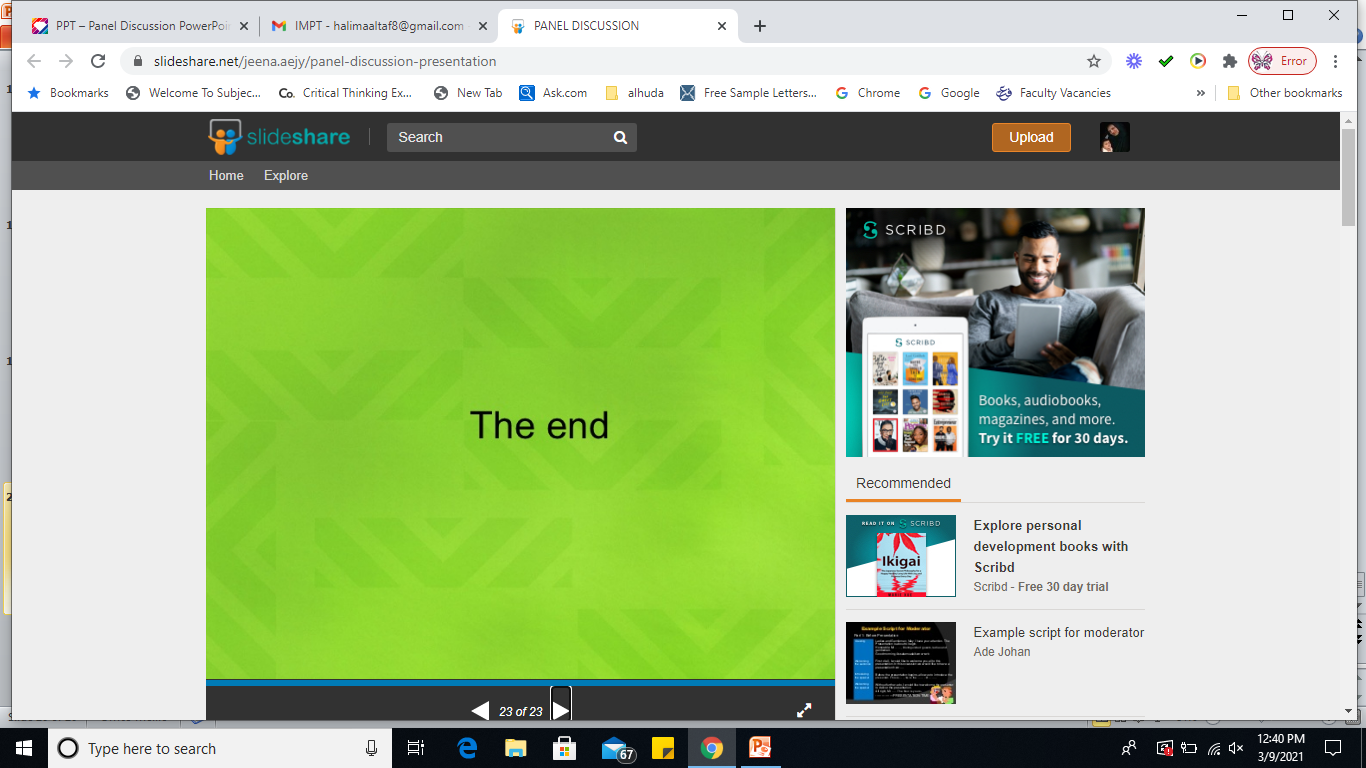 PPT – Panel Discussion PowerPoin
IMPT - halimaaltaf8@gmail.com
PANEL DISCUSSION
slideshare.net/jeena.aejy/panel-discussion-presentation
Error
Bookmarks
Welcome To Subjec...
Co. Critical Thinking Ex...
New Tab
Ask.com
alhuda
Free Sample Letters...
Chrome
Google
Faculty Vacancies
»
Other bookmarks
slideshare
Search
Upload
Home
Explore
The end
23 of 23
SCRIBD
SCRIBD
Books, audiobooks,
magazines, and more.
Try it FREE for 30 days.
Recommended
READ IT ON SCRIBD
Ikigai
Explore personal
development books with
Scribd
Scribd - Free 30 day trial
Example Script for Moderator
Example script for moderator
Ade Johan
Type here to search
67
12:40 PM
3/9/2021